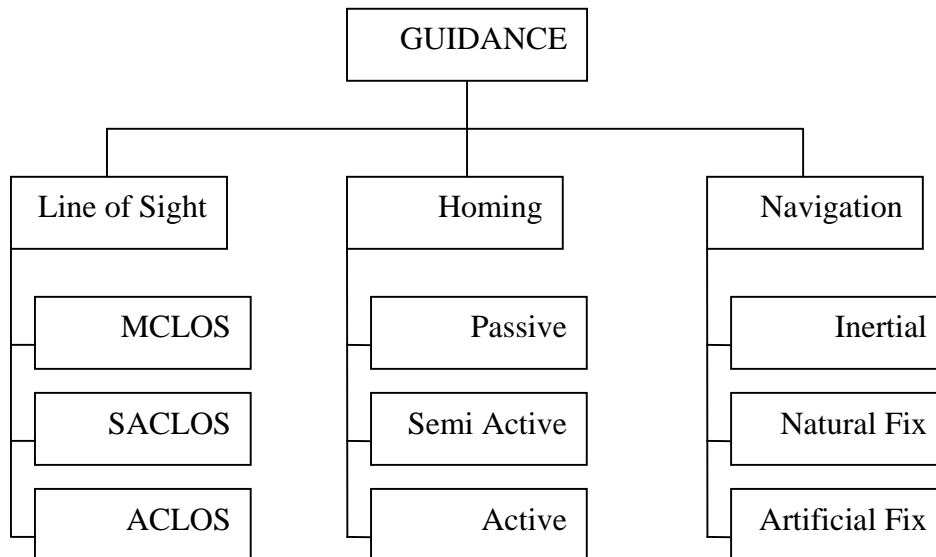 GUIDANCE
Line of Sight
Homing
Navigation
MCLOS
Passive
Inertial
SACLOS
Semi Active
Natural Fix
ACLOS
Active
Artificial Fix